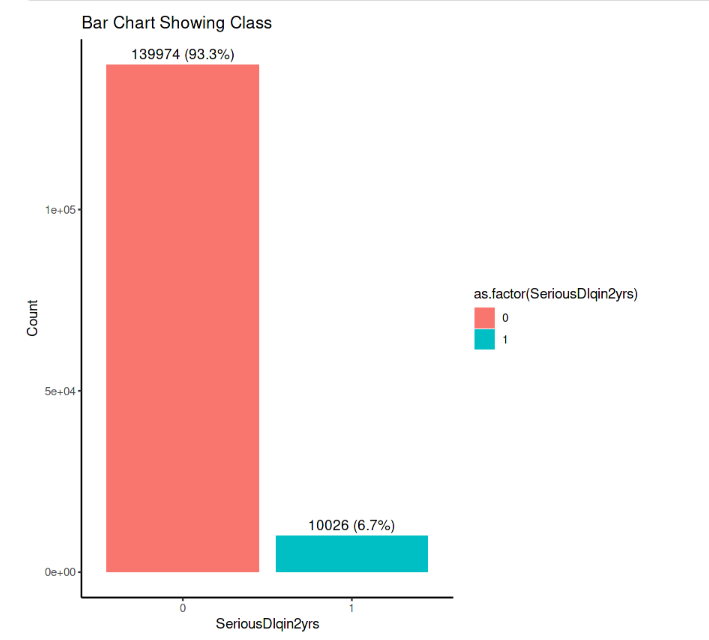 Bar Chart Showing Class
139974 (93.3%)
1e+05
as.factor(SeriousDlqin2yrs)
0
1
Count
5e+04
10026 (6.7%)
0e+00
0
1
SeriousDlqin2yrs